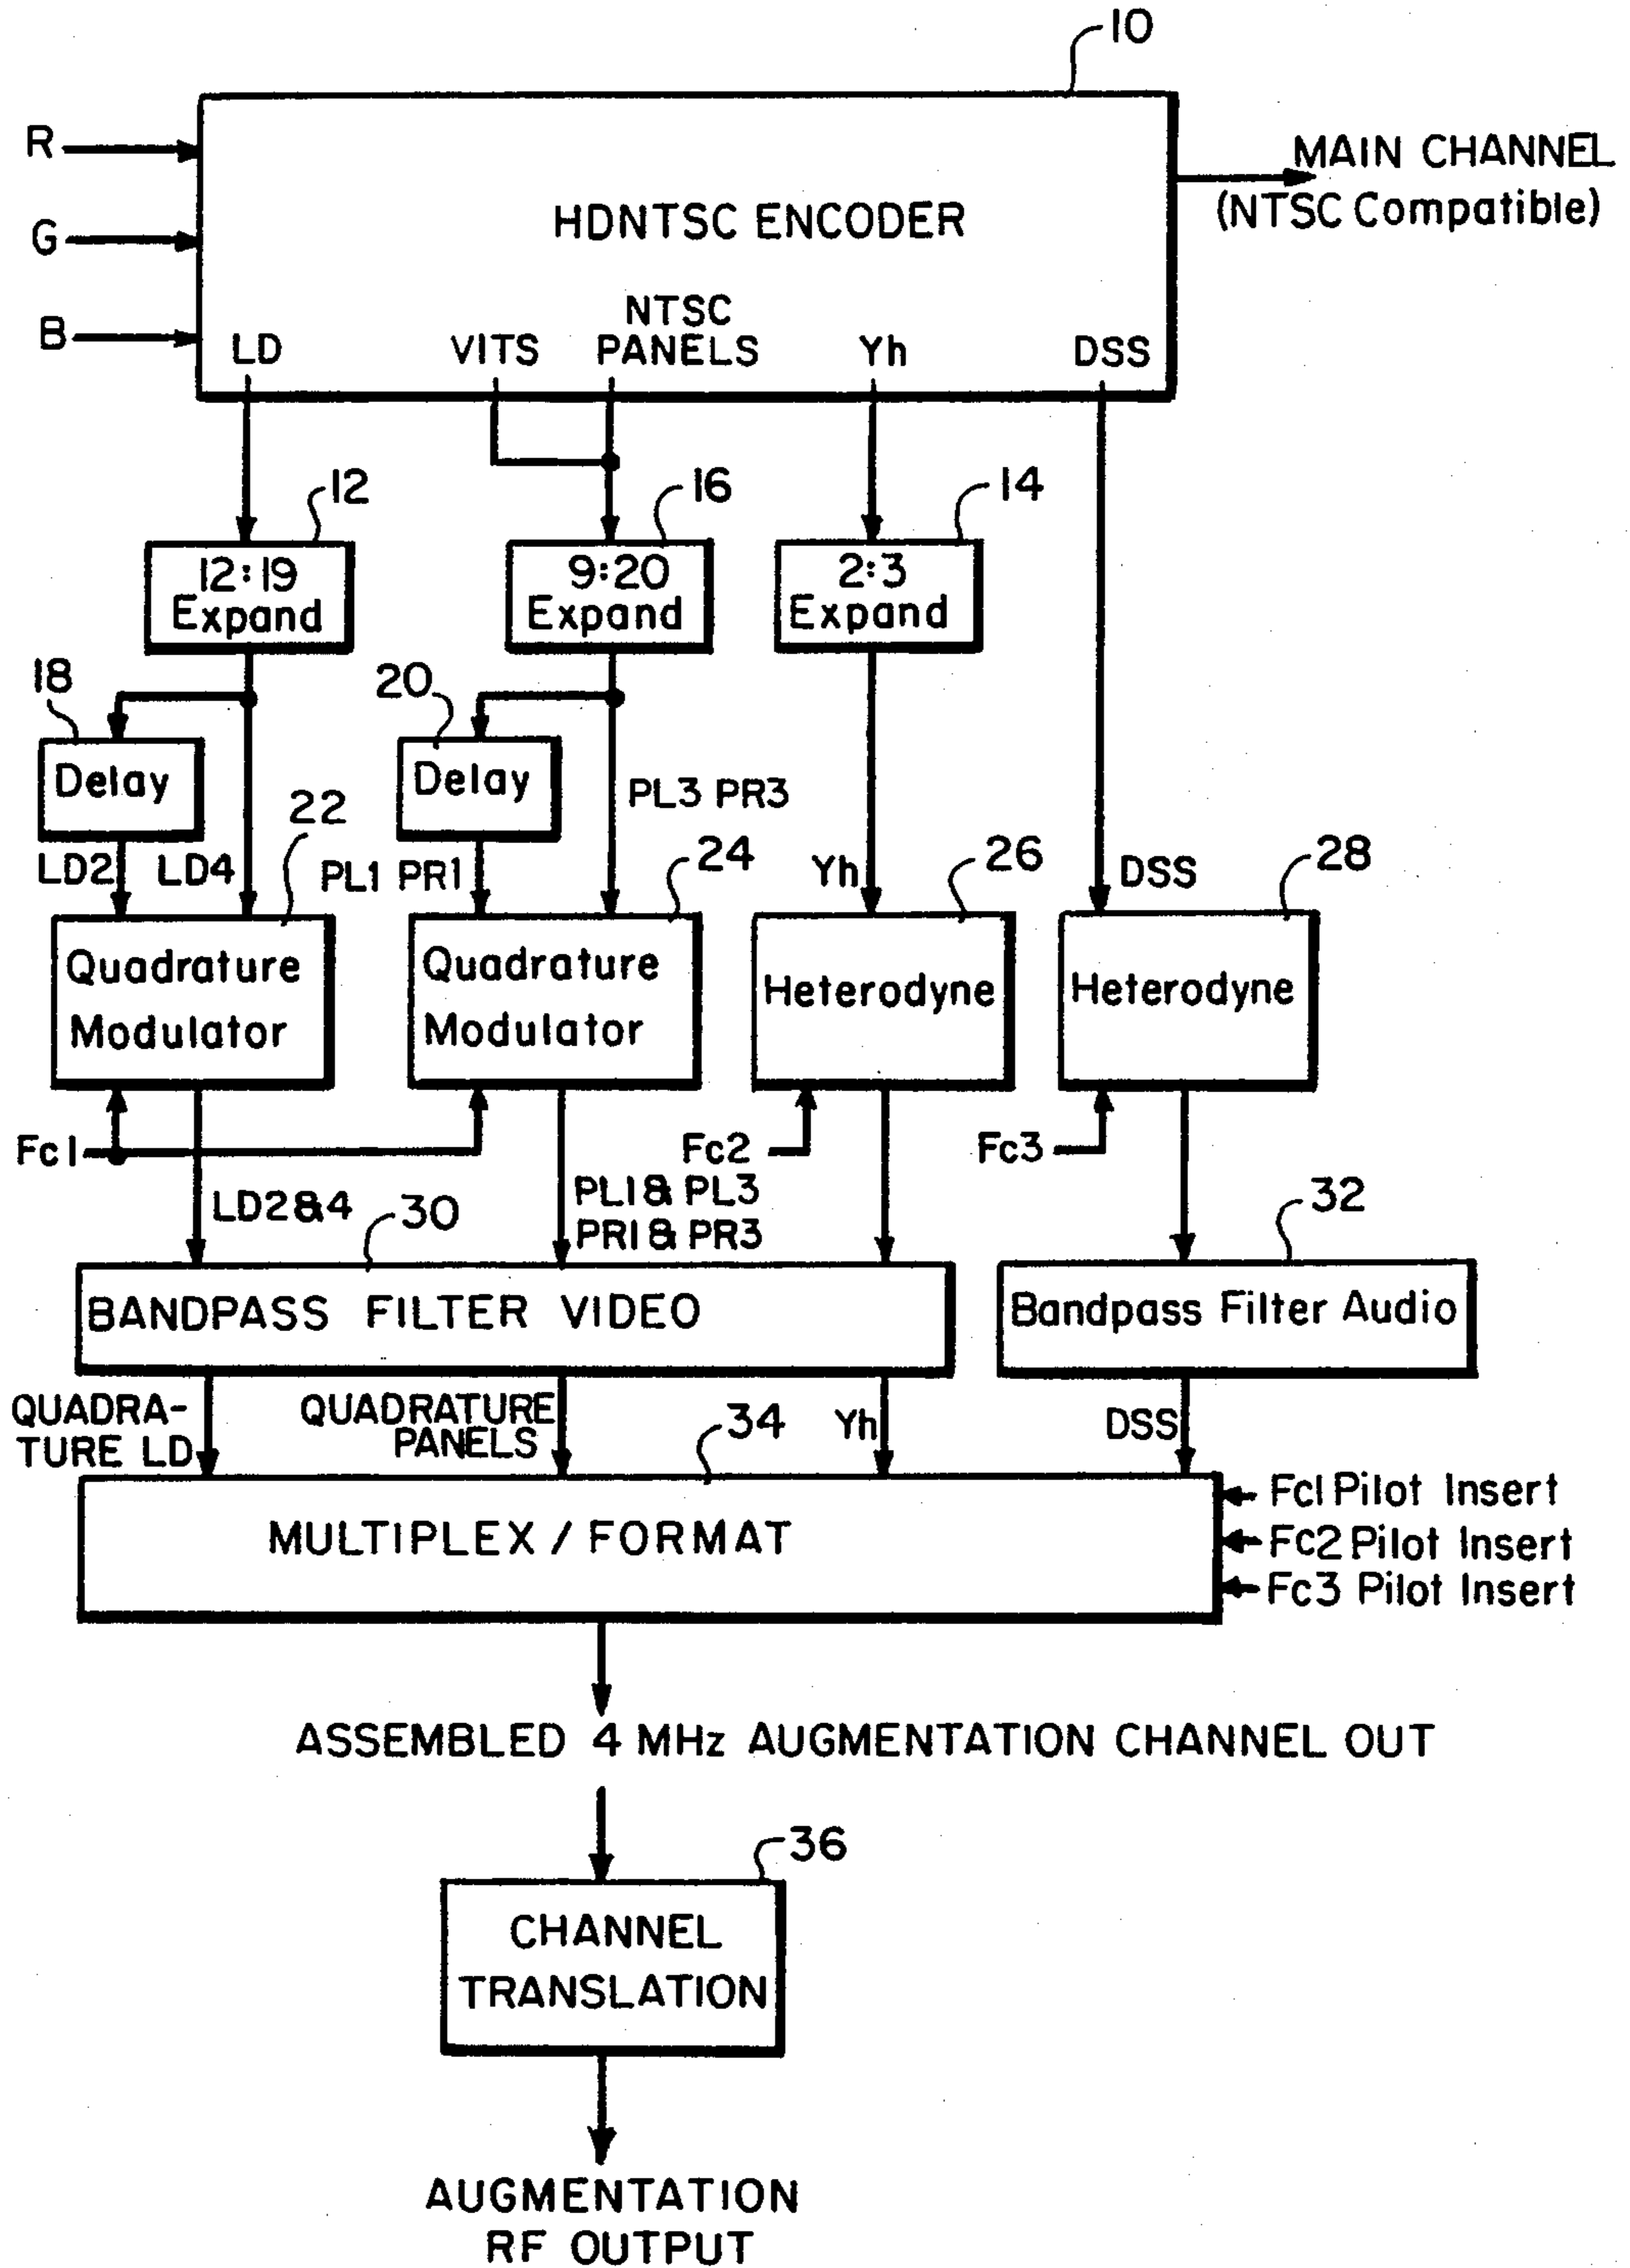 10
R
MAIN CHANNEL
(NTSC Compatible)
G
HDNTSC ENCODER
B
LD
VITS
NTSC
PANELS
Yh
DSS
12
16
14
12:19
Expand
9:20
Expand
2:3
Expand
18
20
Delay
Delay
PL3 PR3
22
LD2
LD4
PL1 PR1
24
Yh
26
DSS
28
Quadrature
Modulator
Quadrature
Modulator
Heterodyne
Heterodyne
Fc1
Fc2
Fc3
LD2&4
30
PL1& PL3
PR1& PR3
32
BANDPASS FILTER VIDEO
Bandpass Filter Audio
QUADRA-
TURE LD
QUADRATURE
PANELS
34
Yh
DSS
Fc1 Pilot Insert
MULTIPLEX / FORMAT
Fc2 Pilot Insert
Fc3 Pilot Insert
ASSEMBLED 4 MHz AUGMENTATION CHANNEL OUT
36
CHANNEL
TRANSLATION
AUGMENTATION
RF OUTPUT